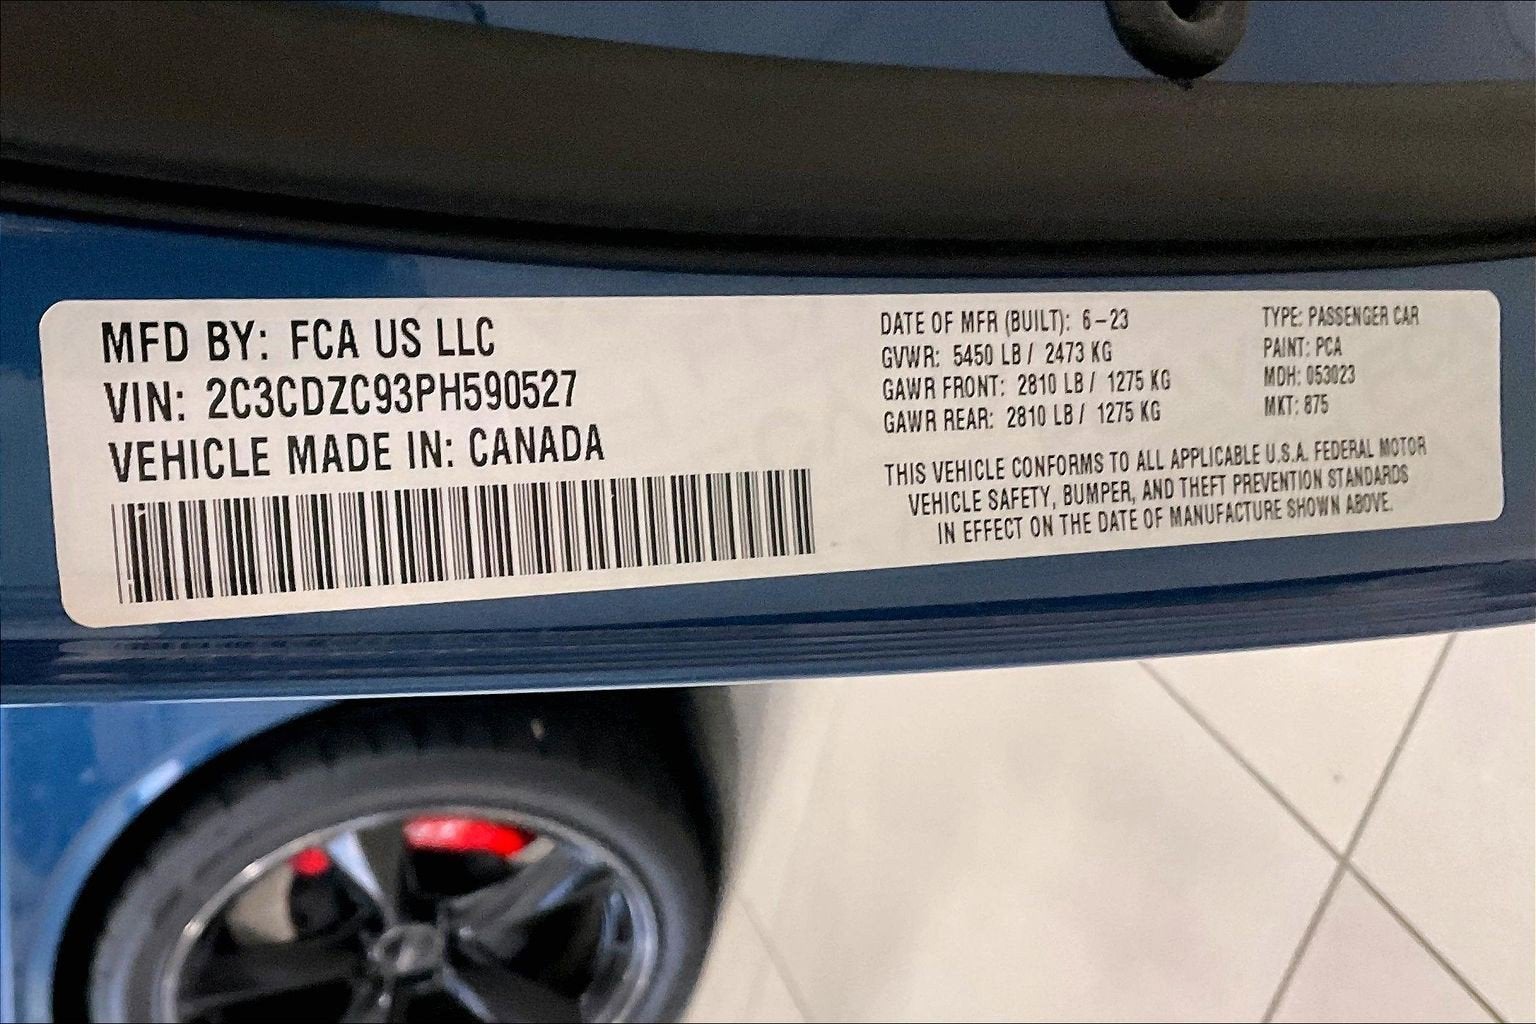 MFD BY: FCA US LLC
VIN: 2C3CDZC93PH590527
VEHICLE MADE IN: CANADA
DATE OF MFR (BUILT): 6-23
GVWR: 5450 LB / 2473 KG
GAWR FRONT: 2810 LB / 1275 KG
GAWR REAR: 2810 LB / 1275 KG
TYPE: PASSENGER CAR
PAINT: PCA
MDH: 053023
MKT: 875
THIS VEHICLE CONFORMS TO ALL APPLICABLE U.S.A. FEDERAL MOTOR
VEHICLE SAFETY, BUMPER, AND THEFT PREVENTION STANDARDS
IN EFFECT ON THE DATE OF MANUFACTURE SHOWN ABOVE.